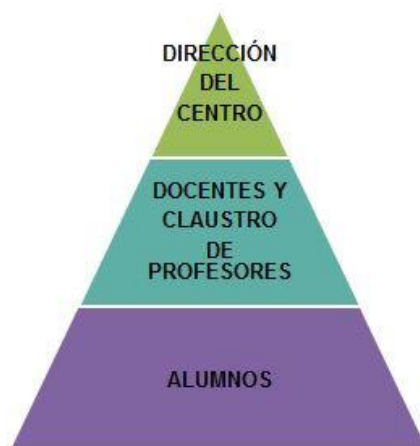 DIRECCIÓN
DEL
CENTRO
DOCENTES Y
CLAUSTRO
DE
PROFESORES
ALUMNOS